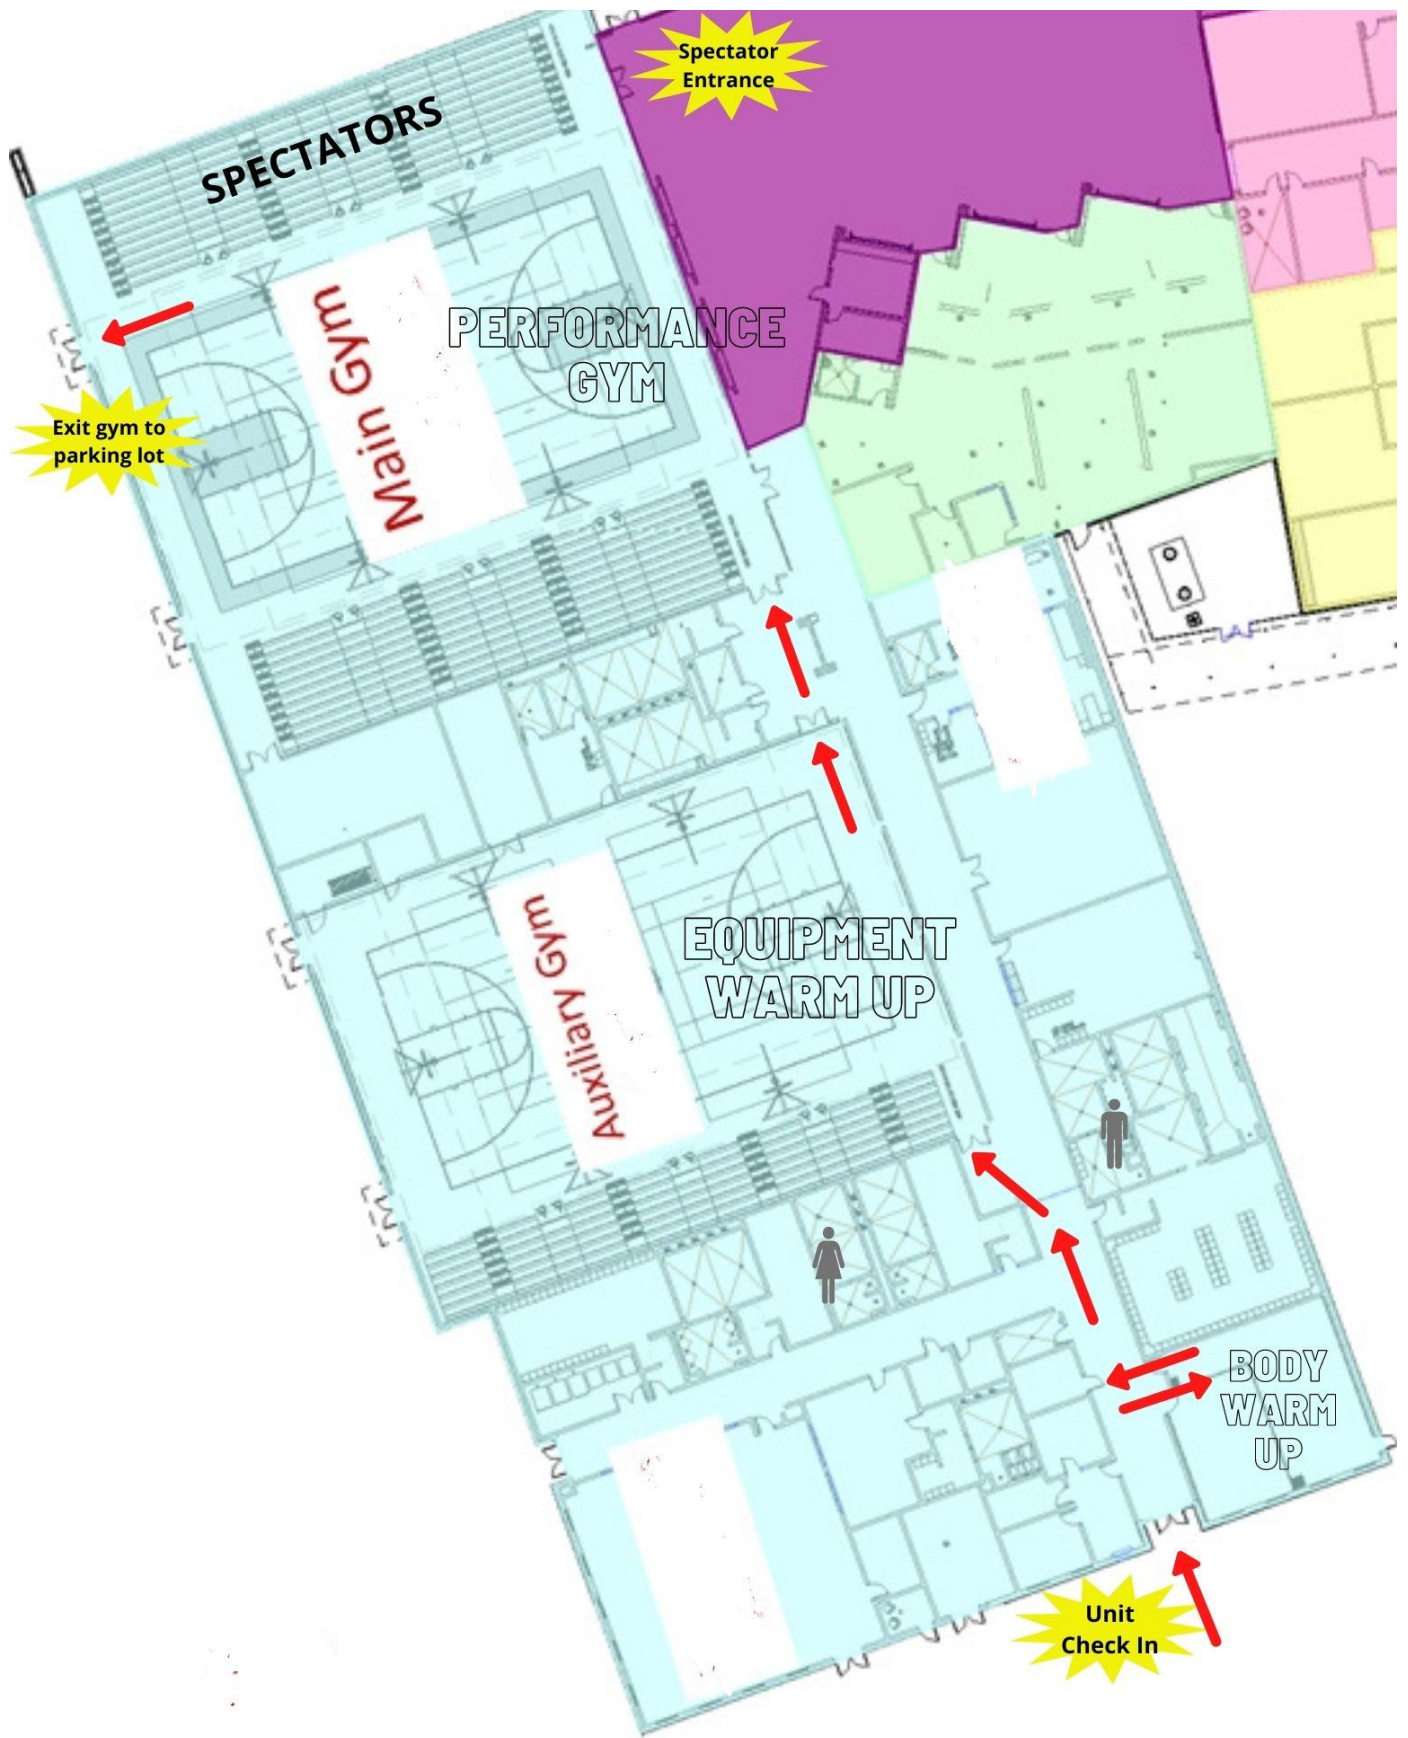 Spectator
Entrance
SPECTATORS
Main Gym
PERFORMANCE
GYM
Exit gym to
parking lot
Auxiliary Gym
EQUIPMENT
WARM UP
BODY
WARM
UP
Unit
Check In